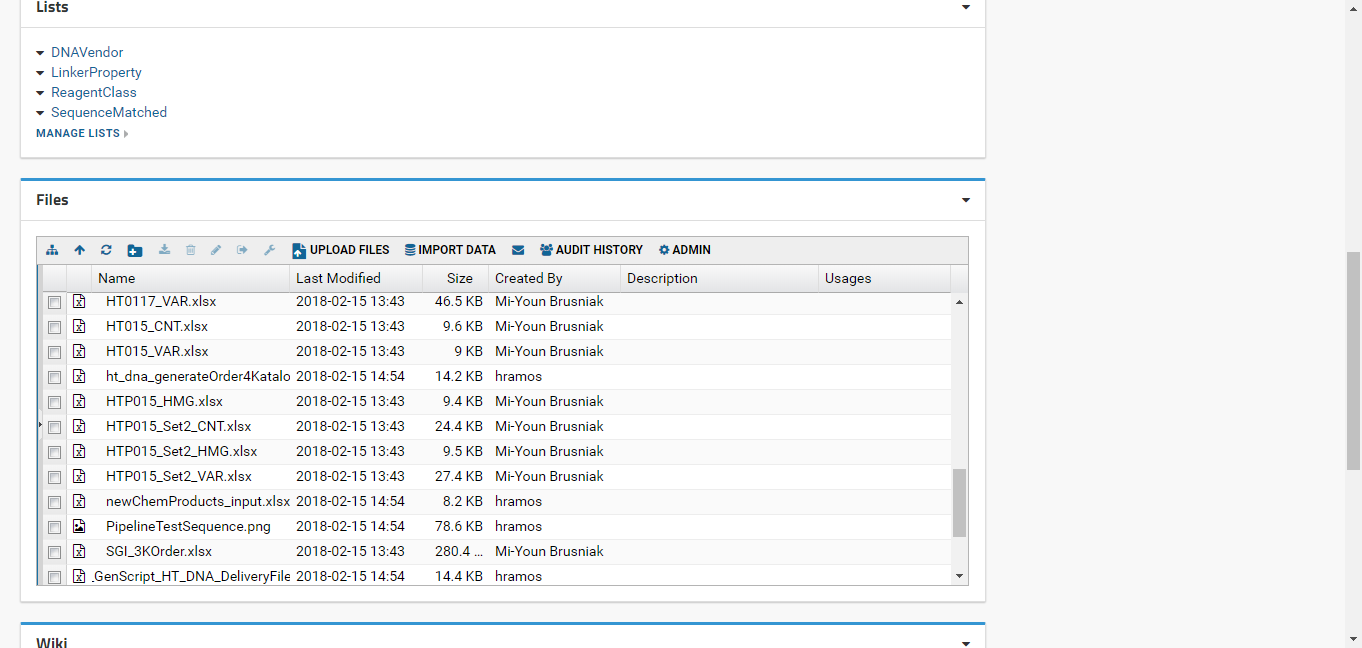 Lists
DNAVendor
LinkerProperty
ReagentClass
SequenceMatched
MANAGE LISTS
Files
UPLOAD FILES IMPORT DATA AUDIT HISTORY ADMIN
Name Last Modified Size Created By Description Usages
HT0117_VAR.xlsx 2018-02-15 13:43 46.5 KB Mi-Youn Brusniak
HT015_CNT.xlsx 2018-02-15 13:43 9.6 KB Mi-Youn Brusniak
HT015_VAR.xlsx 2018-02-15 13:43 9 KB Mi-Youn Brusniak
ht_dna_generateOrder4Katalo 2018-02-15 14:54 14.2 KB hramos
HTP015_HMG.xlsx 2018-02-15 13:43 9.4 KB Mi-Youn Brusniak
HTP015_Set2_CNT.xlsx 2018-02-15 13:43 24.4 KB Mi-Youn Brusniak
HTP015_Set2_HMG.xlsx 2018-02-15 13:43 9.5 KB Mi-Youn Brusniak
HTP015_Set2_VAR.xlsx 2018-02-15 13:43 27.4 KB Mi-Youn Brusniak
newChemProducts_input.xlsx 2018-02-15 14:54 8.2 KB hramos
PipelineTestSequence.png 2018-02-15 14:54 78.6 KB hramos
SGI_3KOrder.xlsx 2018-02-15 13:43 280.4 ... Mi-Youn Brusniak
_GenScript_HT_DNA_DeliveryFile 2018-02-15 14:54 14.4 KB hramos
Wiki